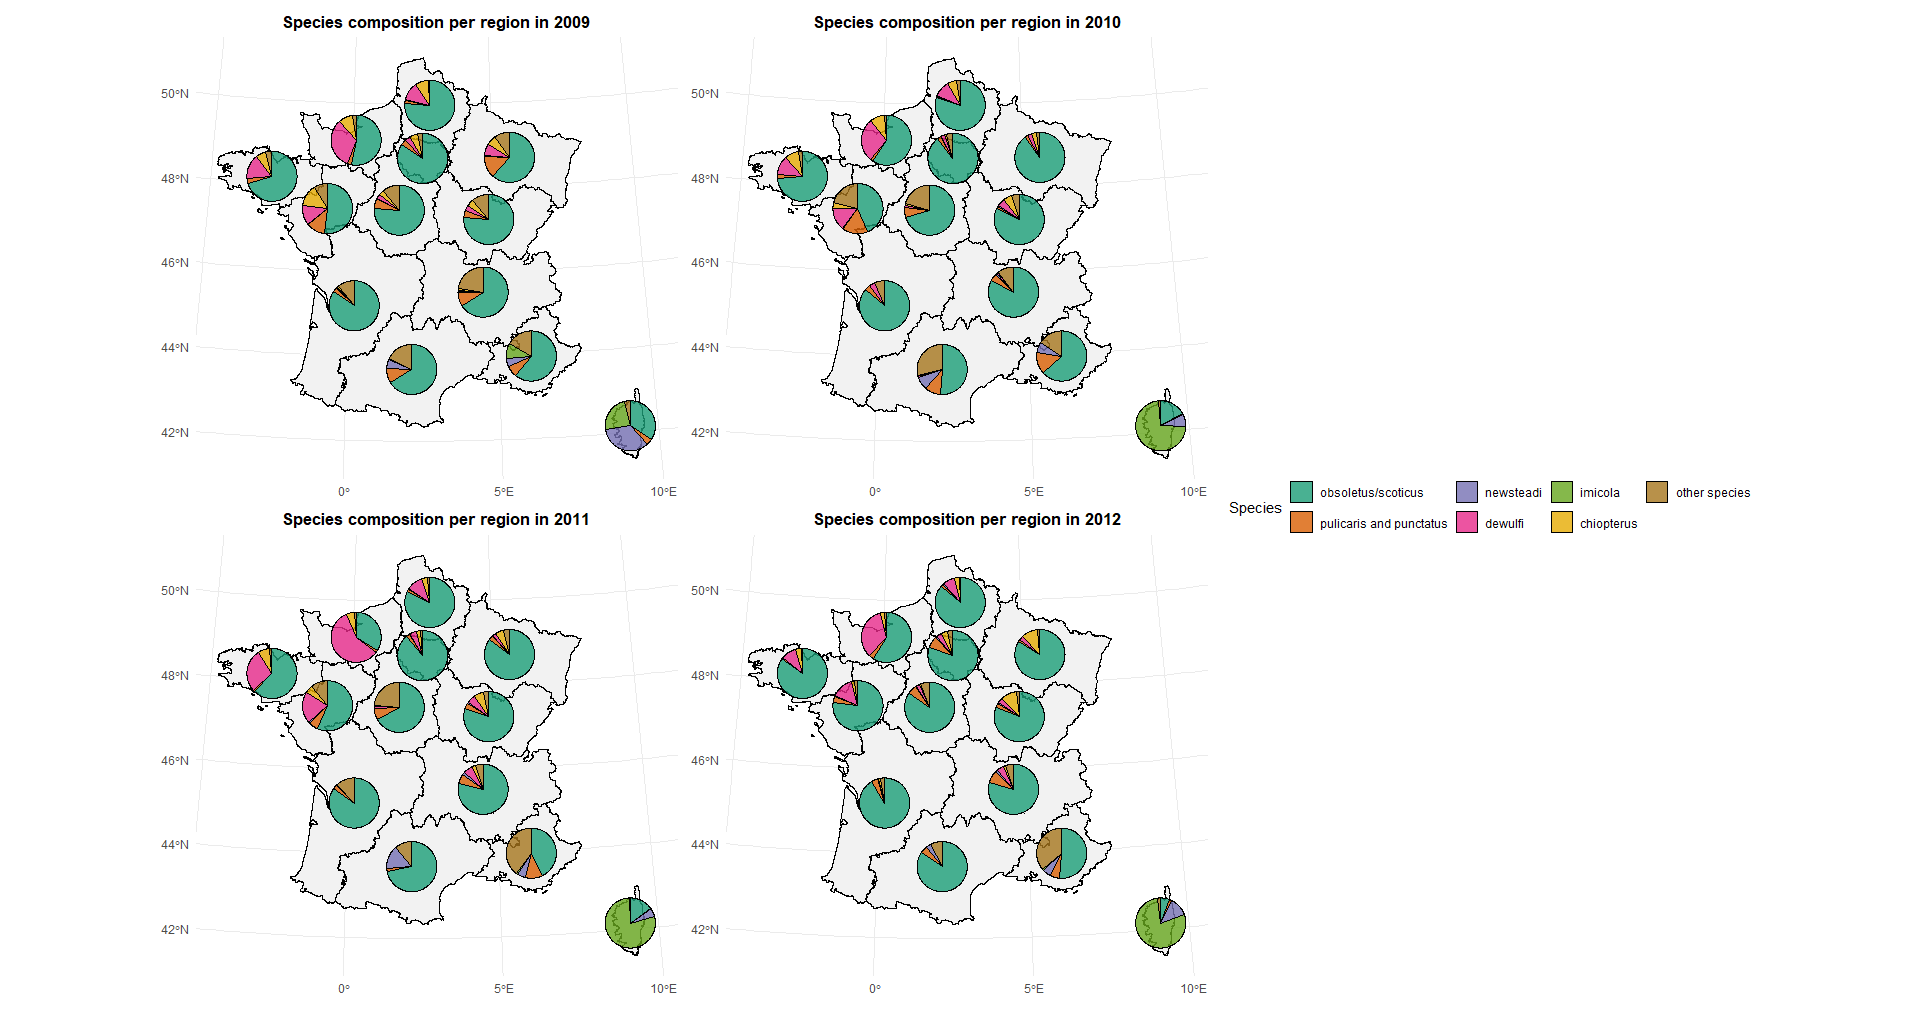 Species composition per region in 2009
50°N
48°N
46°N
44°N
42°N
0°
5°E
10°E
Species composition per region in 2010
50°N
48°N
46°N
44°N
42°N
0°
5°E
10°E
Species composition per region in 2011
50°N
48°N
46°N
44°N
42°N
0°
5°E
10°E
Species composition per region in 2012
50°N
48°N
46°N
44°N
42°N
0°
5°E
10°E
Species
obsoletus/scoticus
newsteadi
imicola
other species
pulicaris and punctatus
dewulfi
chiopterus